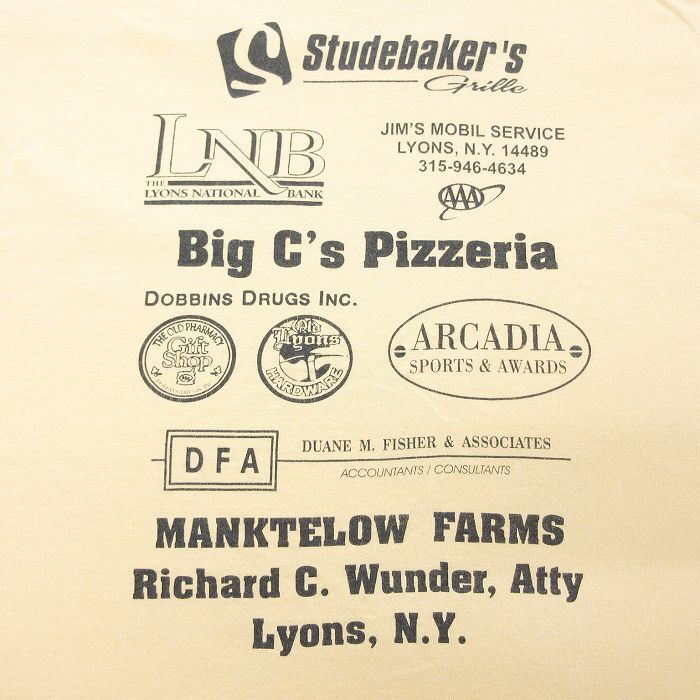 Studebaker's
Grille
LNB
THE
LYONS NATIONAL BANK
JIM'S MOBIL SERVICE
LYONS, N.Y. 14489
315-946-4634
AAA
Big C's Pizzeria
DOBBINS DRUGS INC.
THE OLD PHARMACY
Gift
Shop
Old
Lyons
HARDWARE
ARCADIA
SPORTS & AWARDS
DFA
DUANE M. FISHER & ASSOCIATES
ACCOUNTANTS / CONSULTANTS
MANKTELOW FARMS
Richard C. Wunder, Atty
Lyons, N.Y.